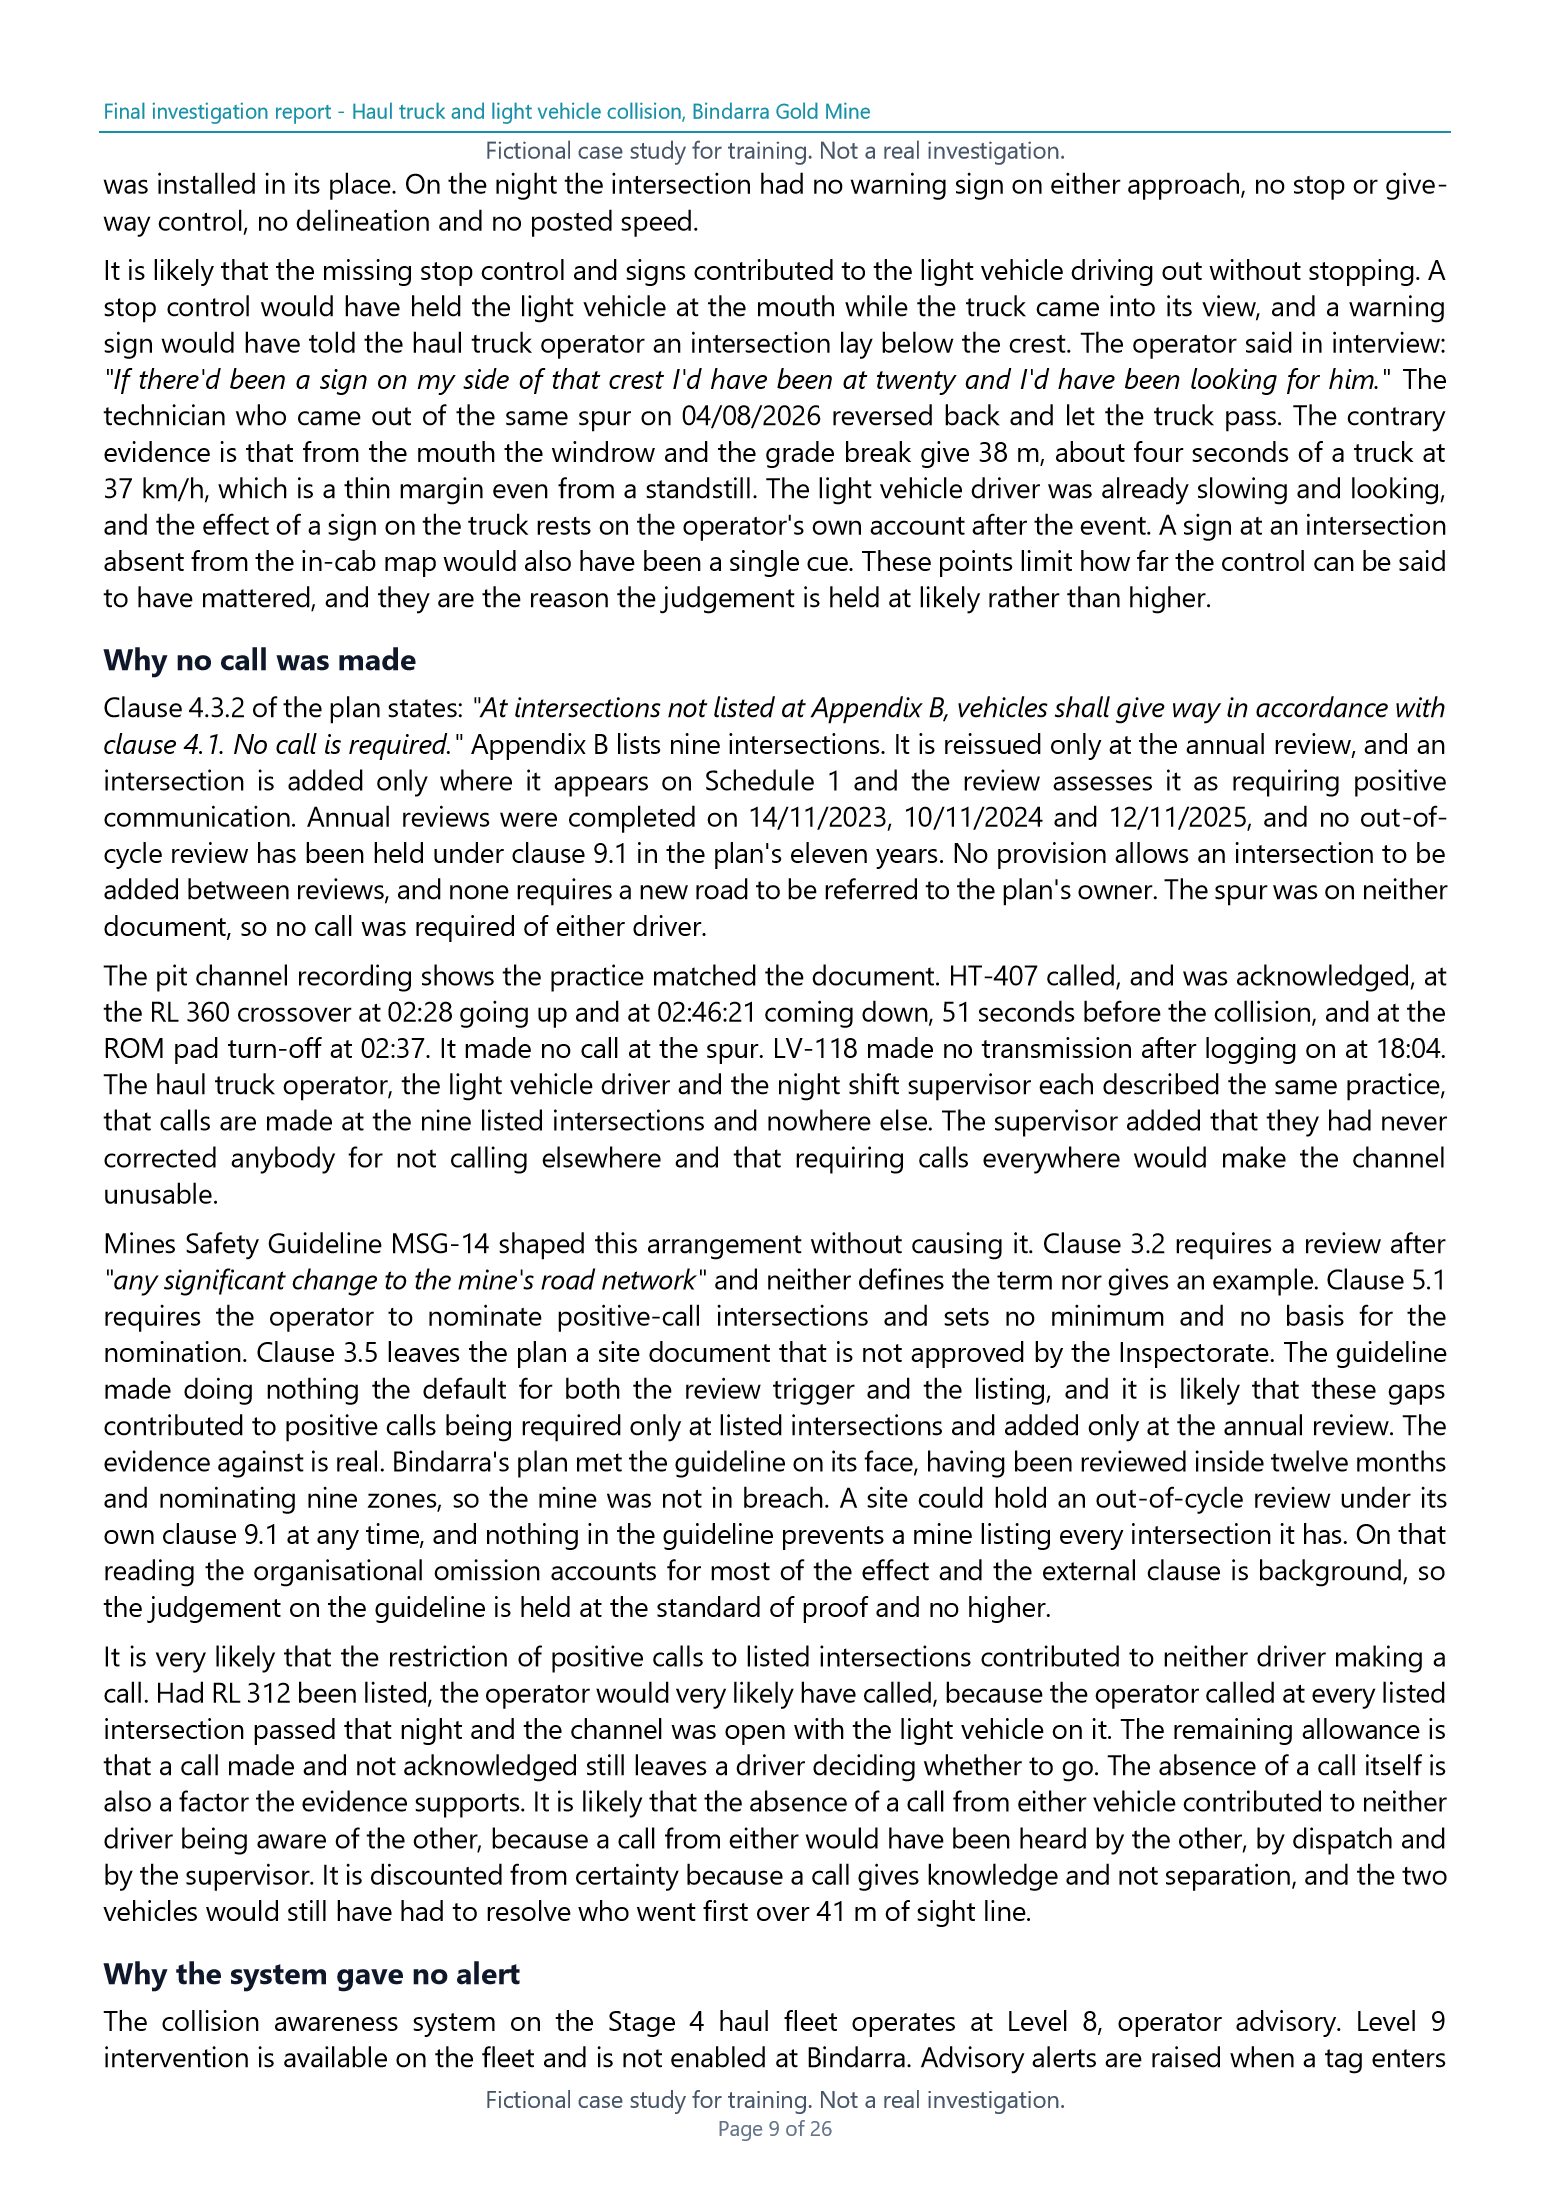 Final investigation report - Haul truck and light vehicle collision, Bindarra Gold Mine
Fictional case study for training. Not a real investigation.
was installed in its place. On the night the intersection had no warning sign on either approach, no stop or give-
way control, no delineation and no posted speed.
It is likely that the missing stop control and signs contributed to the light vehicle driving out without stopping. A
stop control would have held the light vehicle at the mouth while the truck came into its view, and a warning
sign would have told the haul truck operator an intersection lay below the crest. The operator said in interview:
"If there'd been a sign on my side of that crest I'd have been at twenty and I'd have been looking for him." The
technician who came out of the same spur on 04/08/2026 reversed back and let the truck pass. The contrary
evidence is that from the mouth the windrow and the grade break give 38 m, about four seconds of a truck at
37 km/h, which is a thin margin even from a standstill. The light vehicle driver was already slowing and looking,
and the effect of a sign on the truck rests on the operator's own account after the event. A sign at an intersection
absent from the in-cab map would also have been a single cue. These points limit how far the control can be said
to have mattered, and they are the reason the judgement is held at likely rather than higher.
Why no call was made
Clause 4.3.2 of the plan states: "At intersections not listed at Appendix B, vehicles shall give way in accordance with
clause 4.1. No call is required." Appendix B lists nine intersections. It is reissued only at the annual review, and an
intersection is added only where it appears on Schedule 1 and the review assesses it as requiring positive
communication. Annual reviews were completed on 14/11/2023, 10/11/2024 and 12/11/2025, and no out-of-
cycle review has been held under clause 9.1 in the plan's eleven years. No provision allows an intersection to be
added between reviews, and none requires a new road to be referred to the plan's owner. The spur was on neither
document, so no call was required of either driver.
The pit channel recording shows the practice matched the document. HT-407 called, and was acknowledged, at
the RL 360 crossover at 02:28 going up and at 02:46:21 coming down, 51 seconds before the collision, and at the
ROM pad turn-off at 02:37. It made no call at the spur. LV-118 made no transmission after logging on at 18:04.
The haul truck operator, the light vehicle driver and the night shift supervisor each described the same practice,
that calls are made at the nine listed intersections and nowhere else. The supervisor added that they had never
corrected anybody for not calling elsewhere and that requiring calls everywhere would make the channel
unusable.
Mines Safety Guideline MSG-14 shaped this arrangement without causing it. Clause 3.2 requires a review after
"any significant change to the mine's road network" and neither defines the term nor gives an example. Clause 5.1
requires the operator to nominate positive-call intersections and sets no minimum and no basis for the
nomination. Clause 3.5 leaves the plan a site document that is not approved by the Inspectorate. The guideline
made doing nothing the default for both the review trigger and the listing, and it is likely that these gaps
contributed to positive calls being required only at listed intersections and added only at the annual review. The
evidence against is real. Bindarra's plan met the guideline on its face, having been reviewed inside twelve months
and nominating nine zones, so the mine was not in breach. A site could hold an out-of-cycle review under its
own clause 9.1 at any time, and nothing in the guideline prevents a mine listing every intersection it has. On that
reading the organisational omission accounts for most of the effect and the external clause is background, so
the judgement on the guideline is held at the standard of proof and no higher.
It is very likely that the restriction of positive calls to listed intersections contributed to neither driver making a
call. Had RL 312 been listed, the operator would very likely have called, because the operator called at every listed
intersection passed that night and the channel was open with the light vehicle on it. The remaining allowance is
that a call made and not acknowledged still leaves a driver deciding whether to go. The absence of a call itself is
also a factor the evidence supports. It is likely that the absence of a call from either vehicle contributed to neither
driver being aware of the other, because a call from either would have been heard by the other, by dispatch and
by the supervisor. It is discounted from certainty because a call gives knowledge and not separation, and the two
vehicles would still have had to resolve who went first over 41 m of sight line.
Why the system gave no alert
The collision awareness system on the Stage 4 haul fleet operates at Level 8, operator advisory. Level 9
intervention is available on the fleet and is not enabled at Bindarra. Advisory alerts are raised when a tag enters
Fictional case study for training. Not a real investigation.
Page 9 of 26